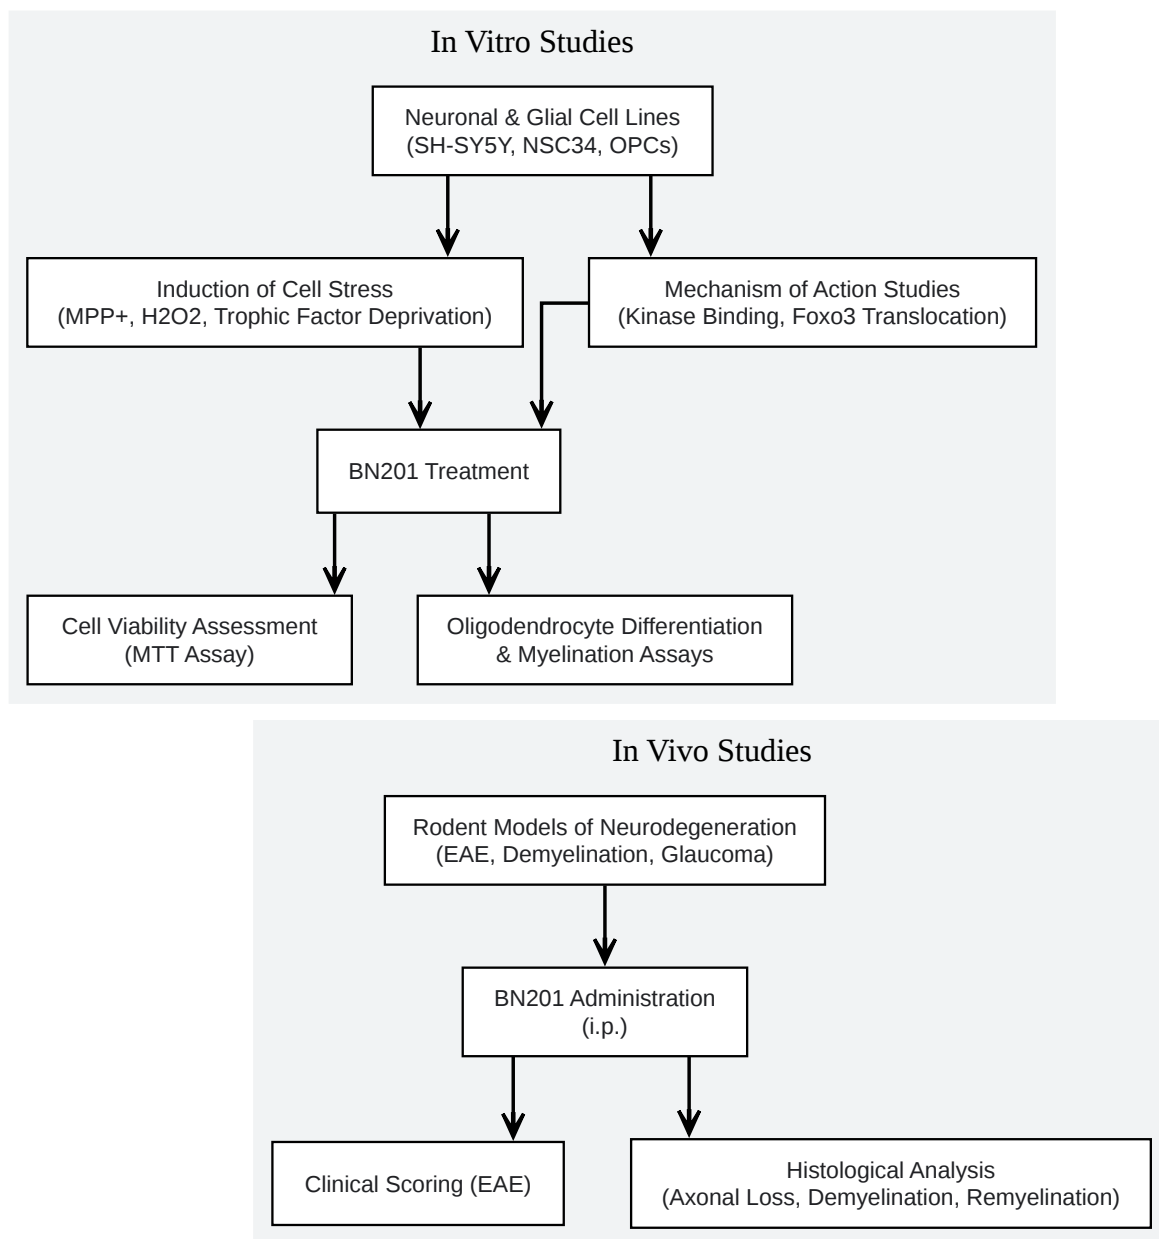 In Vitro Studies
Neuronal & Glial Cell Lines
(SH-SY5Y, NSC34, OPCs)
Induction of Cell Stress
(MPP+, H2O2, Trophic Factor Deprivation)
Mechanism of Action Studies
(Kinase Binding, Foxo3 Translocation)
BN201 Treatment
Cell Viability Assessment
(MTT Assay)
Oligodendrocyte Differentiation
& Myelination Assays
In Vivo Studies
Rodent Models of Neurodegeneration
(EAE, Demyelination, Glaucoma)
BN201 Administration
(i.p.)
Clinical Scoring (EAE)
Histological Analysis
(Axonal Loss, Demyelination, Remyelination)